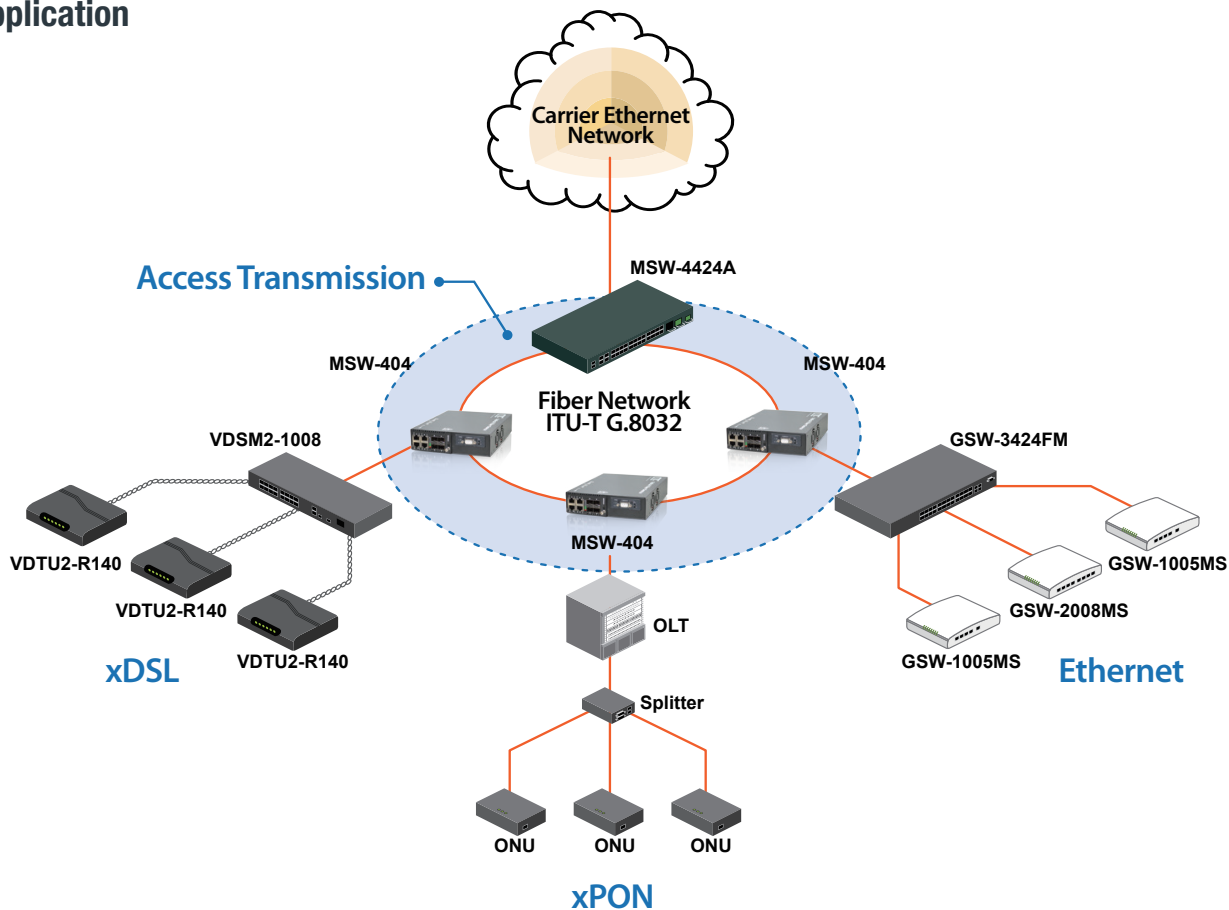 pplication
Carrier Ethernet
Network
MSW-4424A
Access Transmission
MSW-404
MSW-404
Fiber Network
ITU-T G.8032
VDSM2-1008
GSW-3424FM
MSW-404
VDTU2-R140
GSW-1005MS
VDTU2-R140
GSW-2008MS
OLT
VDTU2-R140
GSW-1005MS
xDSL
Ethernet
Splitter
ONU
ONU
ONU
xPON